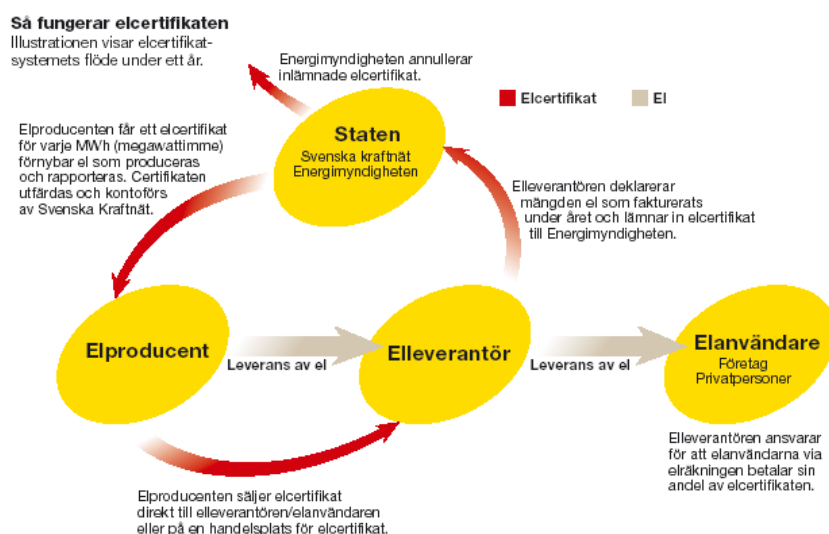 Så fungerar elcertifikaten
Illustrationen visar elcertifikat-
systemets flöde under ett år.
Energimyndigheten annullerar
inlämnade elcertifikat.
Elcertifikat
El
Staten
Svenska kraftnät
Energimyndigheten
Elproducenten får ett elcertifikat
för varje MWh (megawattimme)
förnybar el som produceras
och rapporteras. Certifikaten
utfärdas och kontoförs
av Svenska Kraftnät.
Elleverantören deklarerar
mängden el som fakturerats
under året och lämnar in elcertifikat
till Energimyndigheten.
Elproducent
Leverans av el
Elleverantör
Leverans av el
Elanvändare
Företag
Privatpersoner
Elleverantören ansvarar
för att elanvändarna via
elräkningen betalar sin
andel av elcertifikaten.
Elproducenten säljer elcertifikat
direkt till elleverantören/elanvändaren
eller på en handelsplats för elcertifikat.